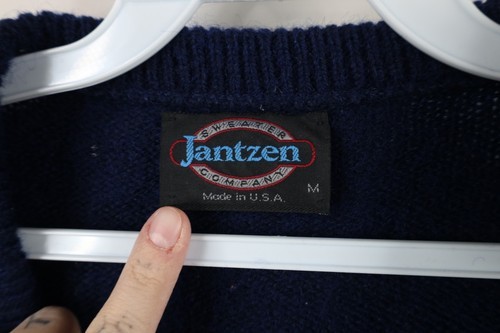 SWEATER
Jantzen
COMPANY
M
Made in U.S.A.